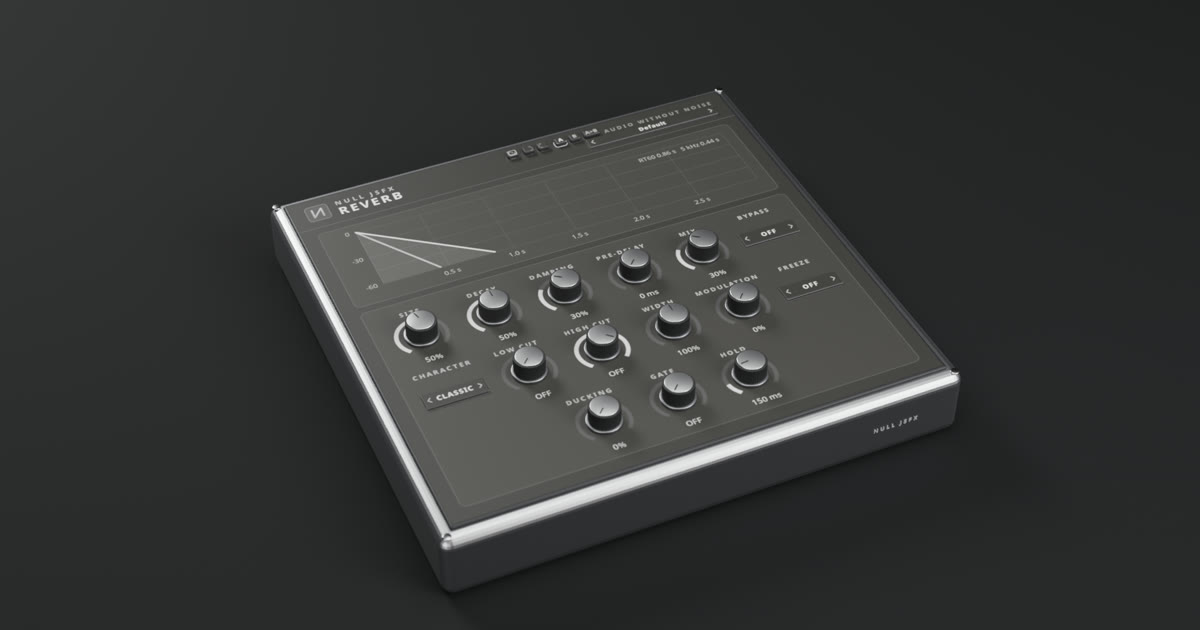 NULL JSFX
REVERB
A B A>B
AUDIO WITHOUT NOISE
< Default >
RT60 0.86 s 5 kHz 0.44 s
0
-30
-60
0.5 s
1.0 s
1.5 s
2.0 s
2.5 s
SIZE
50%
DECAY
50%
DAMPING
30%
PRE-DELAY
0 ms
MIX
30%
BYPASS
< OFF >
CHARACTER
< CLASSIC >
LOW CUT
OFF
HIGH CUT
OFF
WIDTH
100%
MODULATION
0%
FREEZE
< OFF >
DUCKING
0%
GATE
OFF
HOLD
150 ms
NULL JSFX